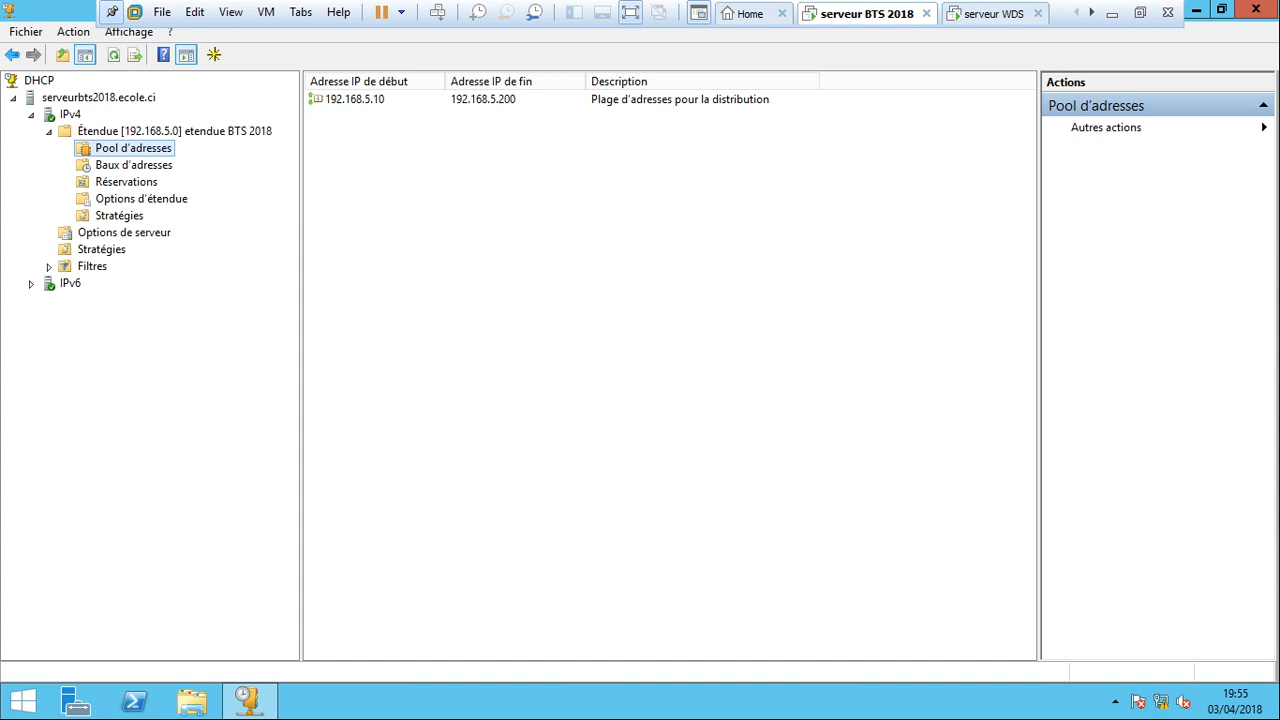 File Edit View VM Tabs Help Home serveur BTS 2018 serveur WDS
Fichier Action Affichage ?
DHCP
serveurbts2018.ecole.ci
IPv4
Étendue [192.168.5.0] etendue BTS 2018
Pool d'adresses
Baux d'adresses
Réservations
Options d'étendue
Stratégies
Options de serveur
Stratégies
Filtres
IPv6
Adresse IP de début Adresse IP de fin Description
192.168.5.10 192.168.5.200 Plage d'adresses pour la distribution
Actions
Pool d'adresses
Autres actions
19:55
03/04/2018